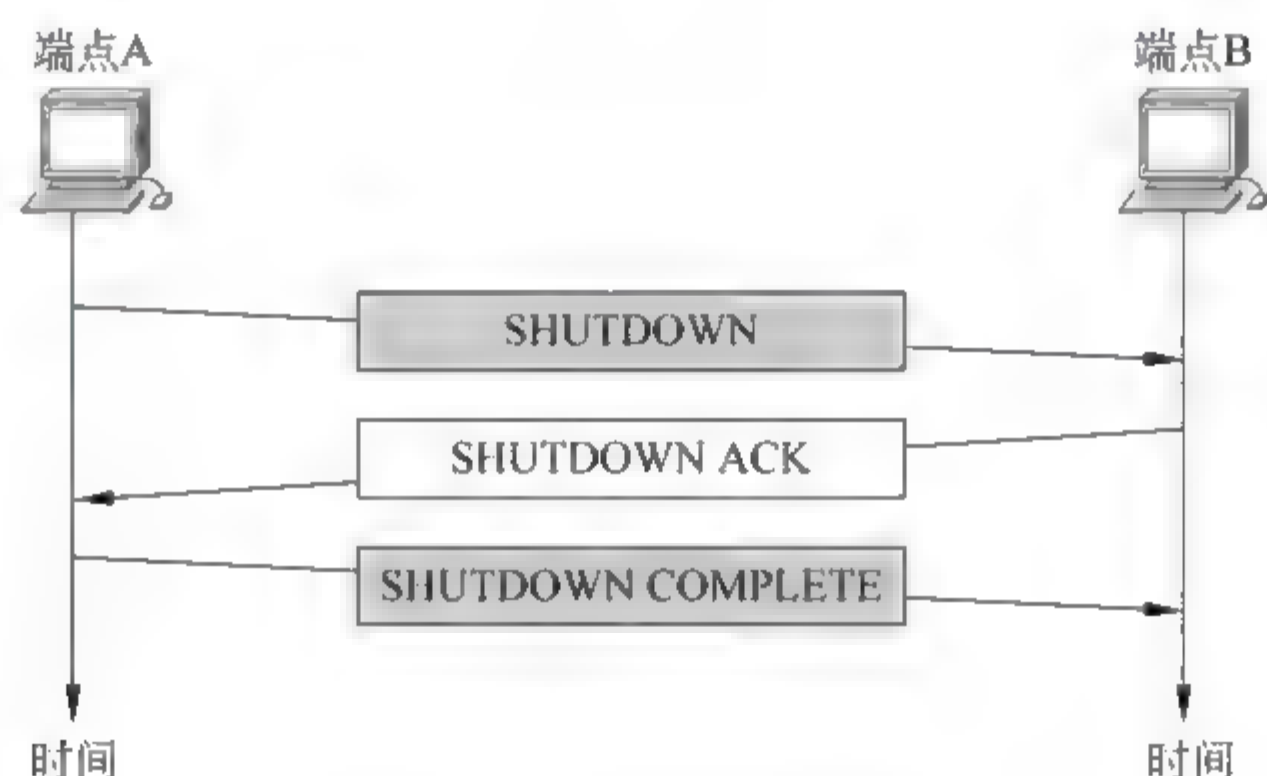 端点A
端点B
SHUTDOWN
SHUTDOWN ACK
SHUTDOWN COMPLETE
时间
时间